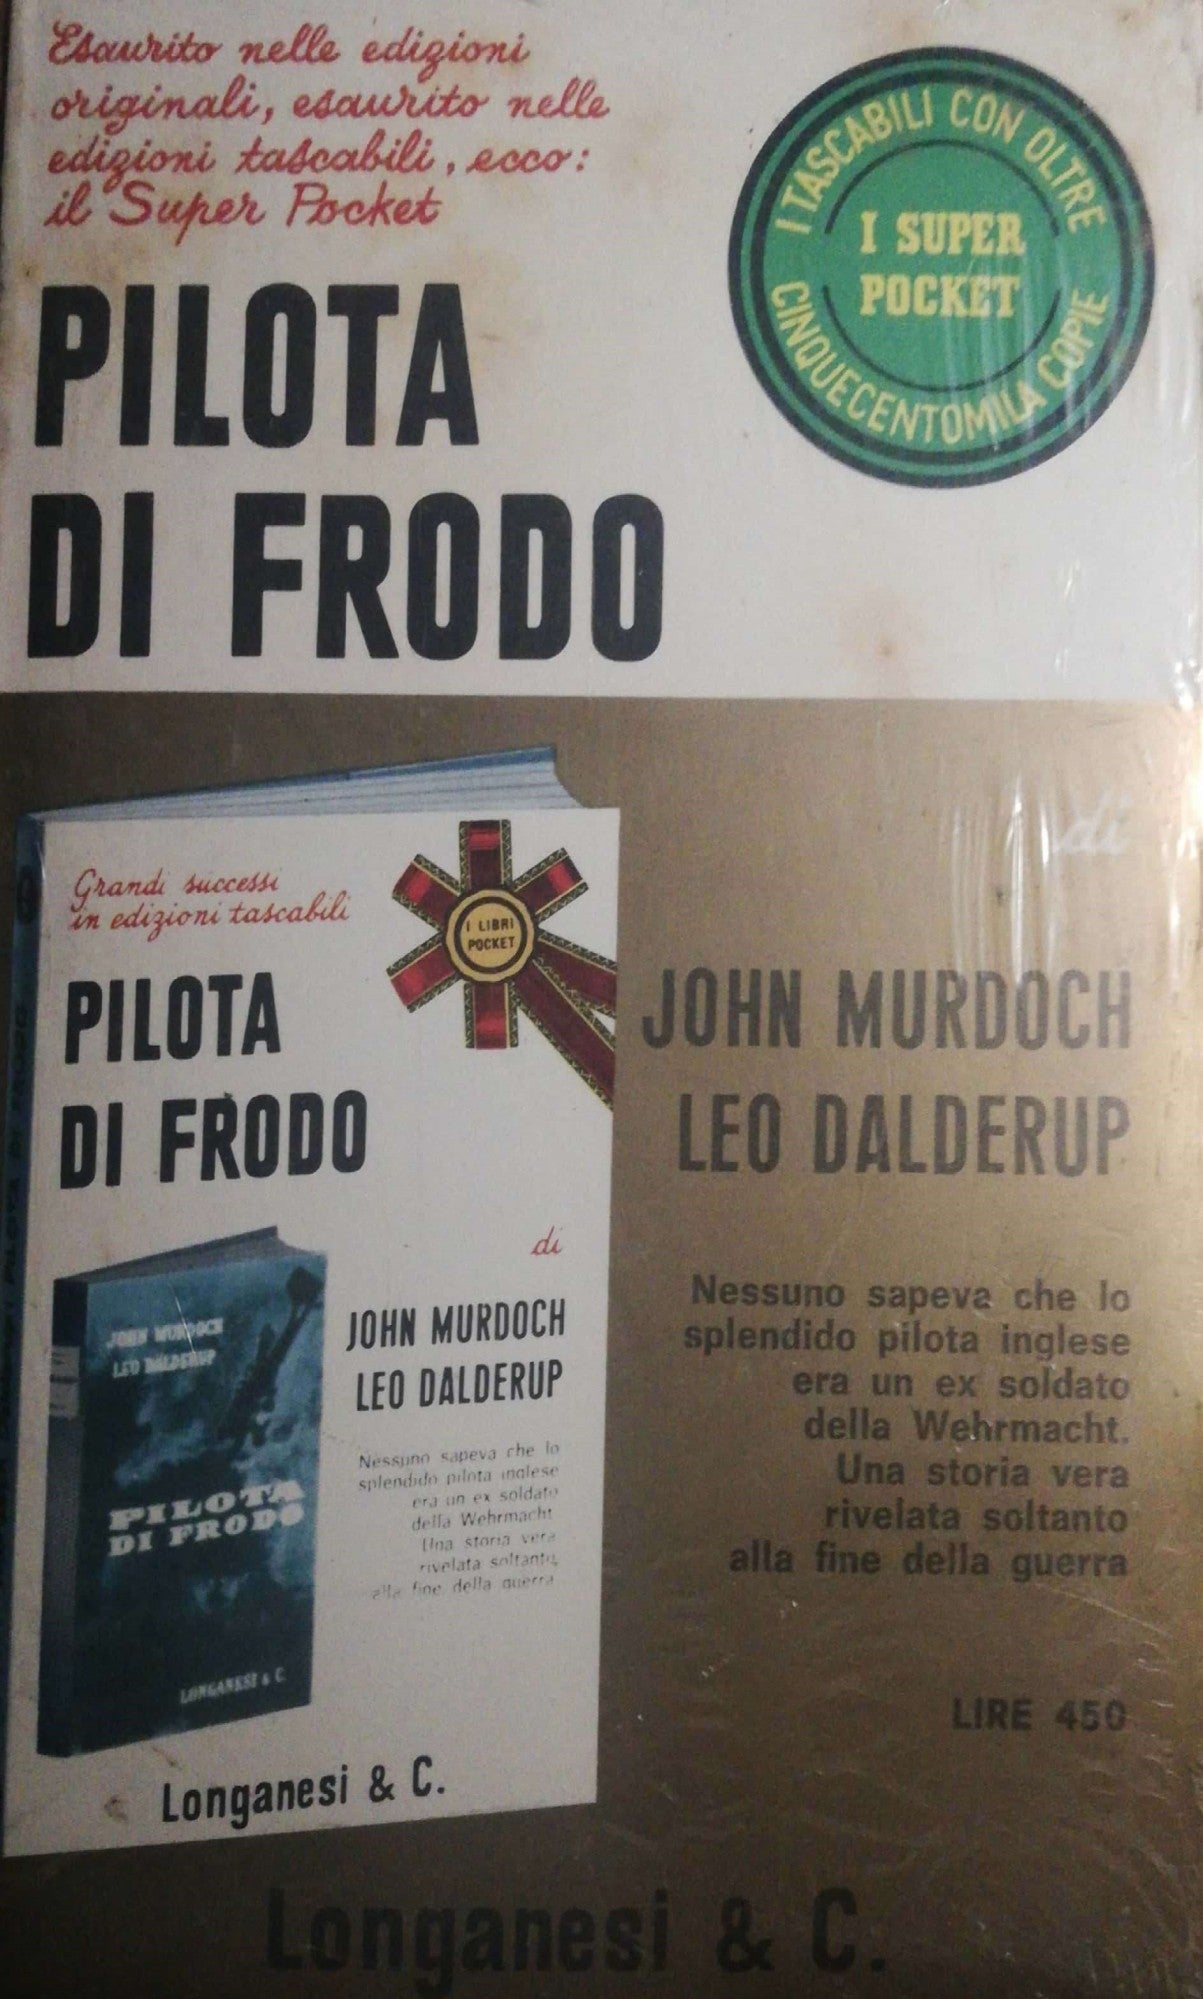 Esaurito nelle edizioni
originali, esaurito nelle
edizioni tascabili, ecco:
il Super Pocket
I TASCABILI CON OLTRE
I SUPER
POCKET
CINQUECENTOMILA COPIE
PILOTA
DI FRODO
di
JOHN MURDOCH
LEO DALDERUP
Nessuno sapeva che lo
splendido pilota inglese
era un ex soldato
della Wehrmacht.
Una storia vera
rivelata soltanto
alla fine della guerra
LIRE 450
Grandi successi
in edizioni tascabili
I LIBRI
POCKET
PILOTA
DI FRODO
di
JOHN MURDOCH
LEO DALDERUP
Nessuno sapeva che lo
splendido pilota inglese
era un ex soldato
della Wehrmacht
Una storia vera
rivelata soltanto
alla fine della guerra
JOHN MURDOCH
LEO DALDERUP
PILOTA
DI FRODO
LONGANESI & C.
Longanesi & C.
Longanesi & C.